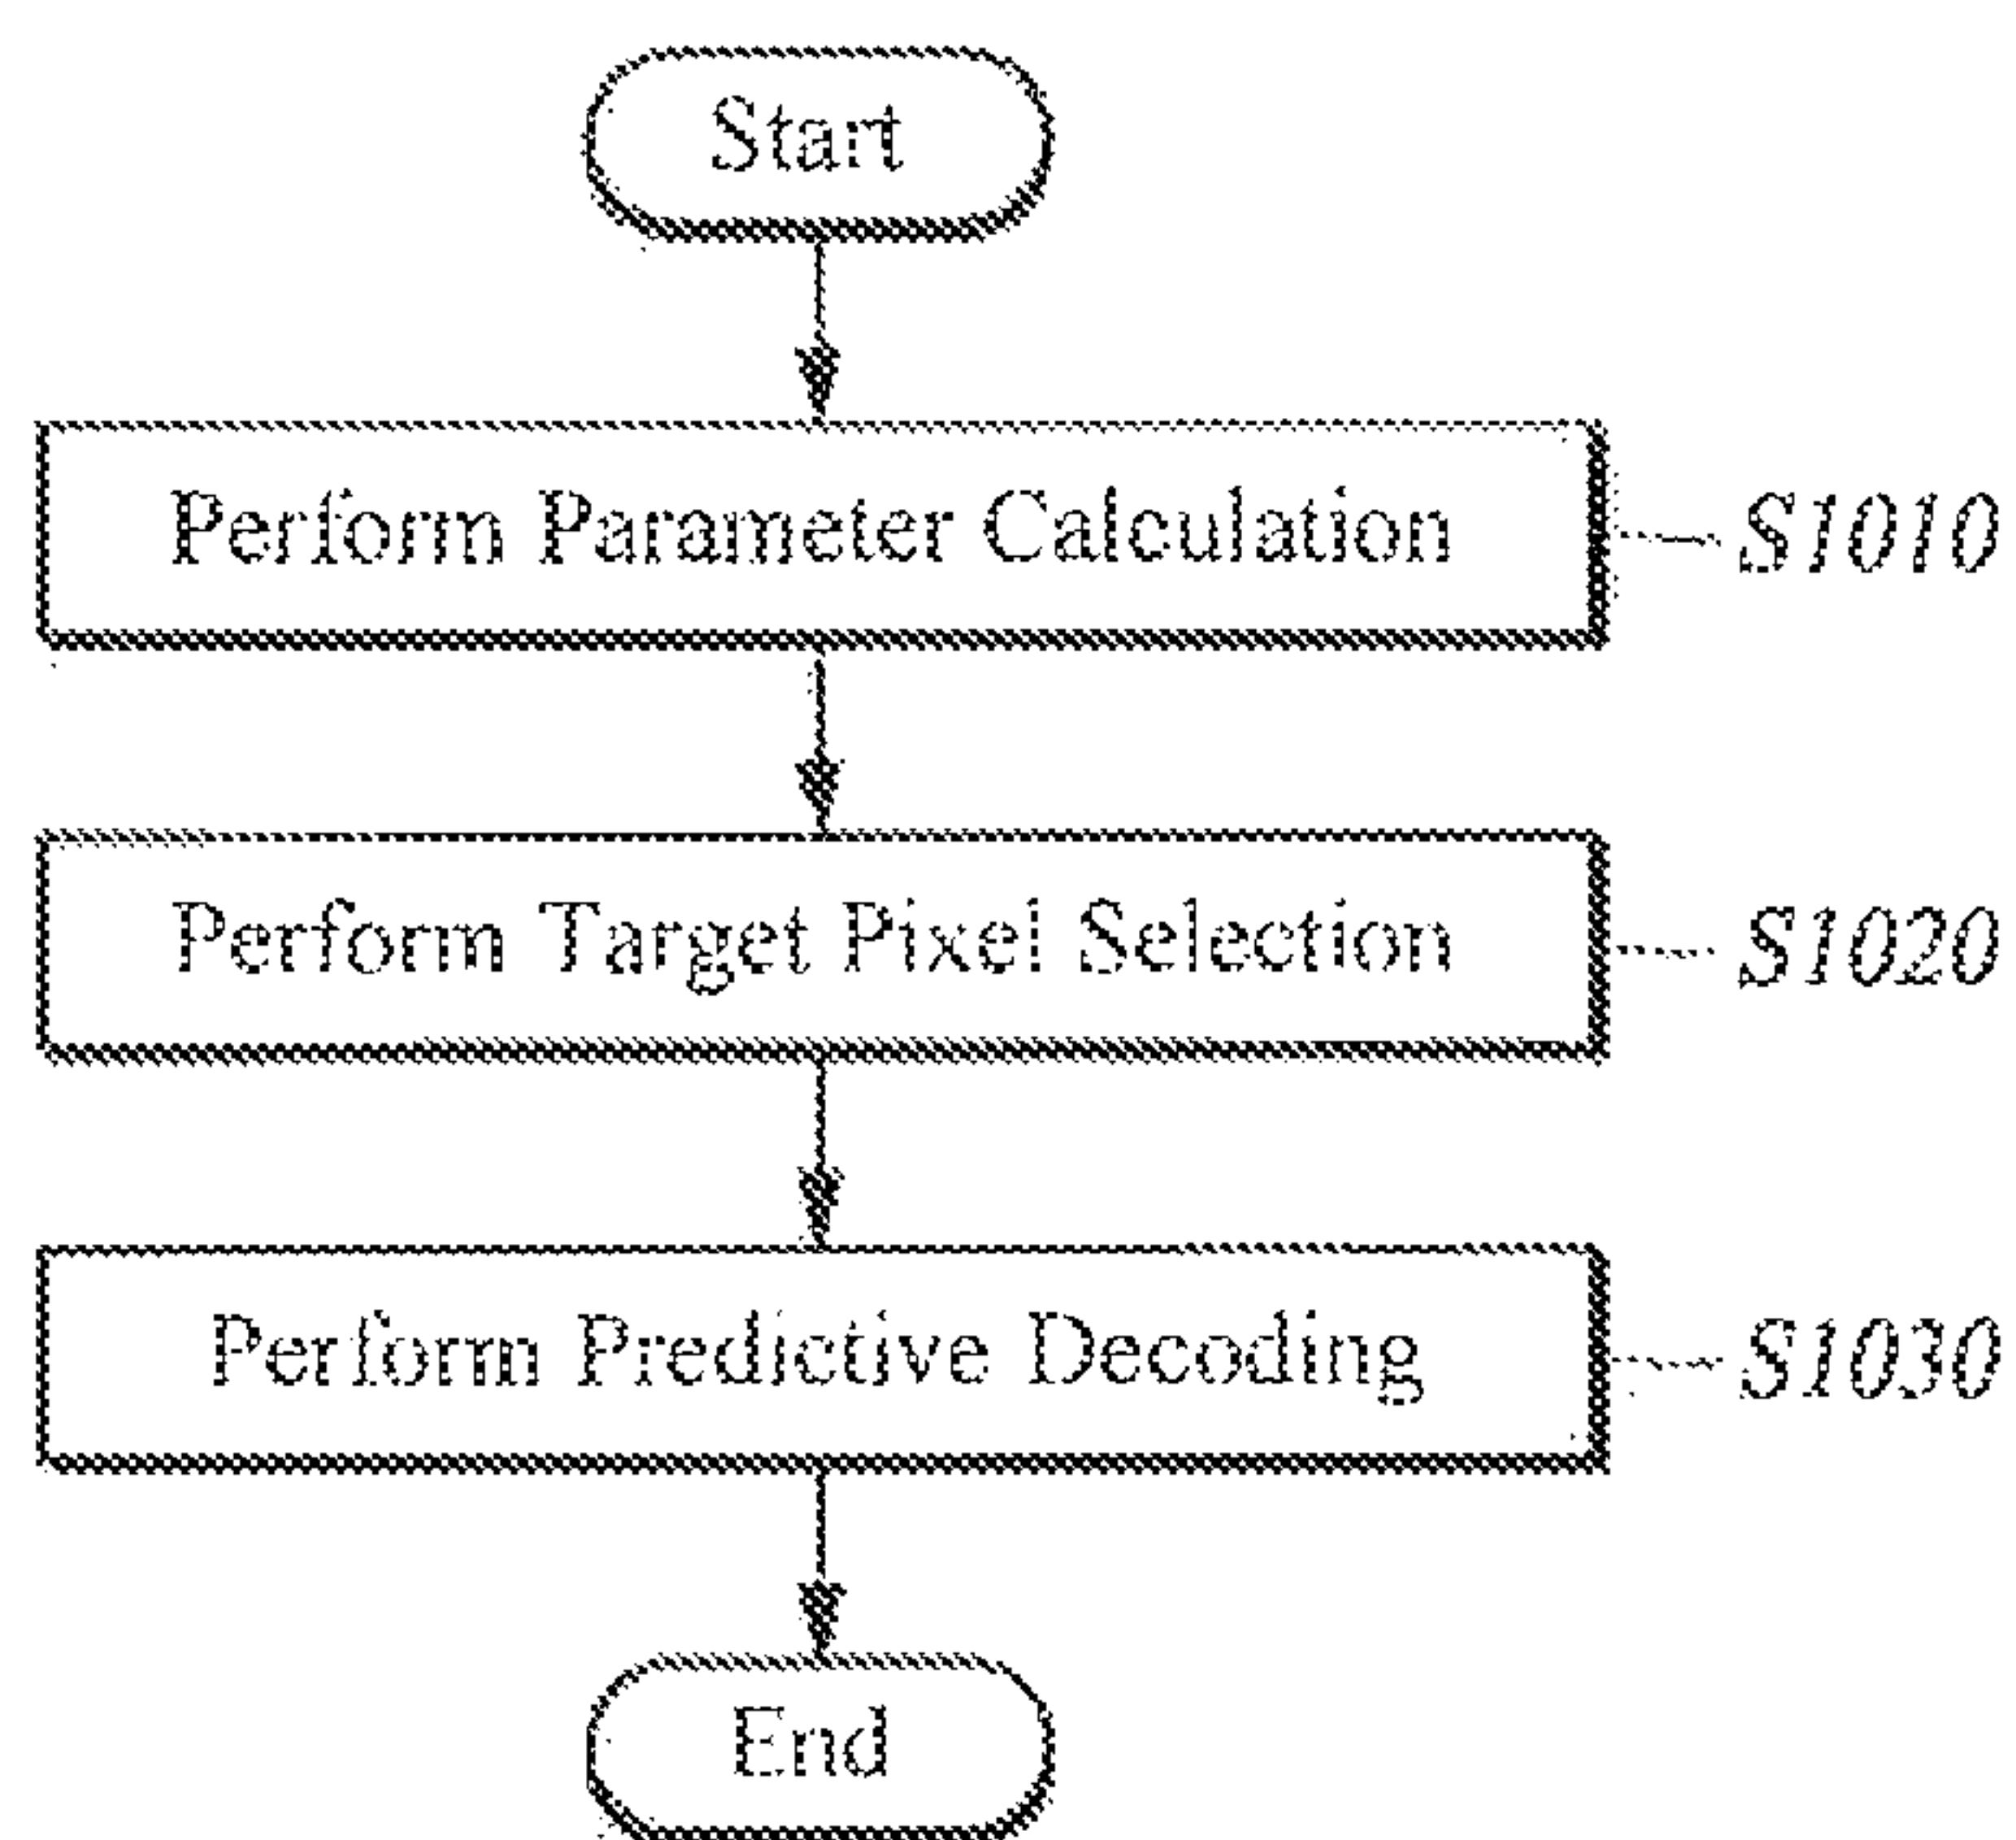 Start
Perform Parameter Calculation
S1010
Perform Target Pixel Selection
S1020
Perform Predictive Decoding
S1030
End